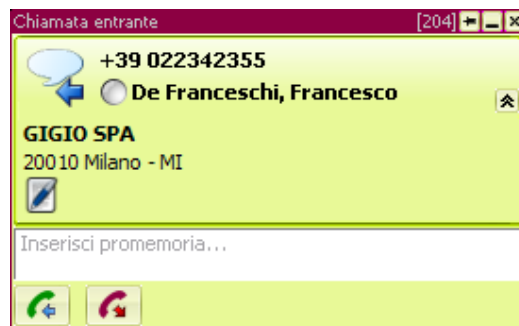 Chiamata entrante [204]
+39 022342355
De Franceschi, Francesco
GIGIO SPA
20010 Milano - MI
Inserisci promemoria...